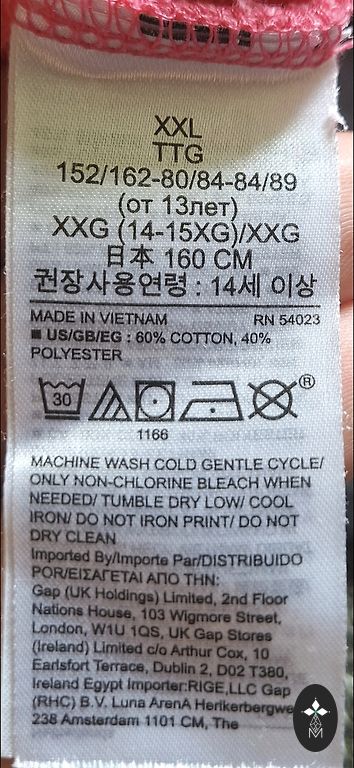 XXL
TTG
152/162-80/84-84/89
(от 13лет)
XXG (14-15XG)/XXG
日本 160 CM
권장사용연령 : 14세 이상
MADE IN VIETNAM RN 54023
■ US/GB/EG : 60% COTTON, 40%
POLYESTER
30
®
1166
MACHINE WASH COLD GENTLE CYCLE/
ONLY NON-CHLORINE BLEACH WHEN
NEEDED/ TUMBLE DRY LOW/ COOL
IRON/ DO NOT IRON PRINT/ DO NOT
DRY CLEAN
Imported By/Importe Par/DISTRIBUIDO
POR/ΕΙΣΑΓΕΤΑΙ ΑΠΟ ΤΗΝ:
Gap (UK Holdings) Limited, 2nd Floor
Nations House, 103 Wigmore Street,
London, W1U 1QS, UK Gap Stores
(Ireland) Limited c/o Arthur Cox, 10
Earlsfort Terrace, Dublin 2, D02 T380,
Ireland Egypt Importer:RIGE,LLC Gap
(RHC) B.V. Luna ArenA Herikerbergwe
238 Amsterdam 1101 CM, The
M